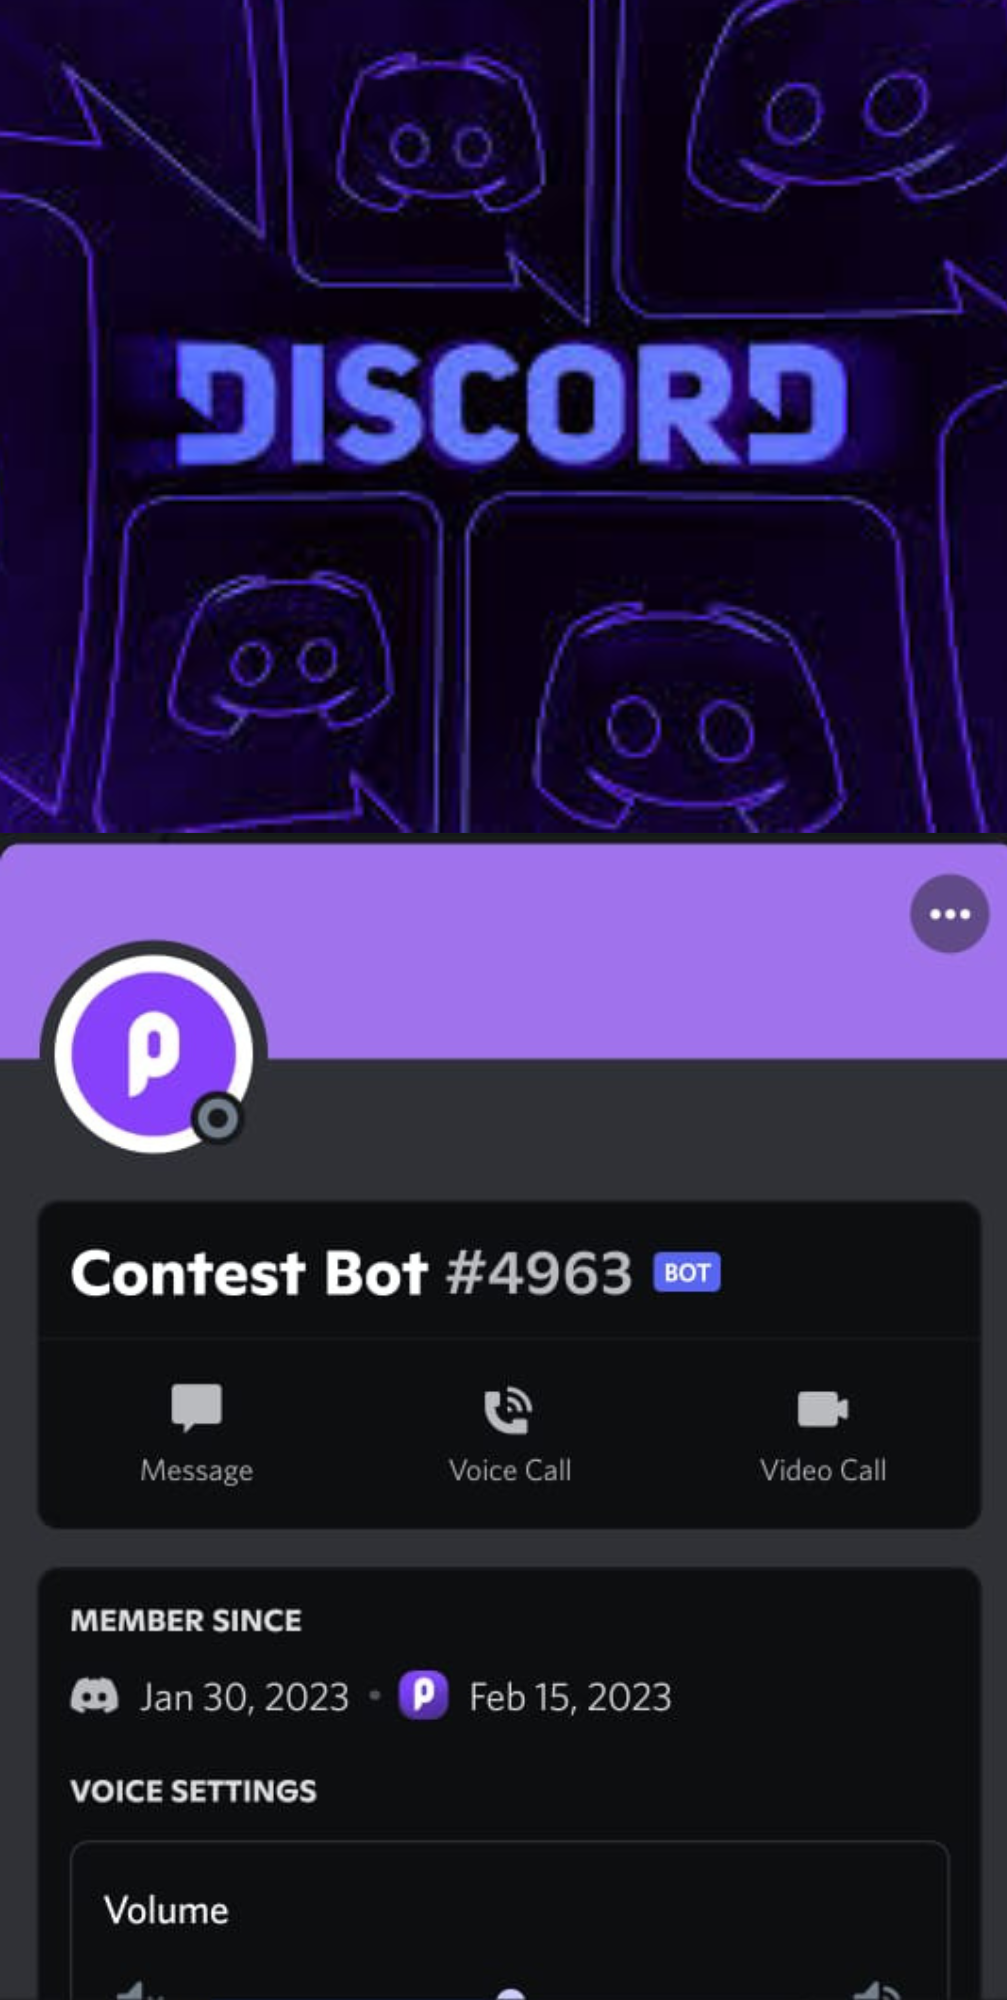 DISCORD
Contest Bot #4963 BOT
Message Voice Call Video Call
MEMBER SINCE
Jan 30, 2023 • Feb 15, 2023
VOICE SETTINGS
Volume